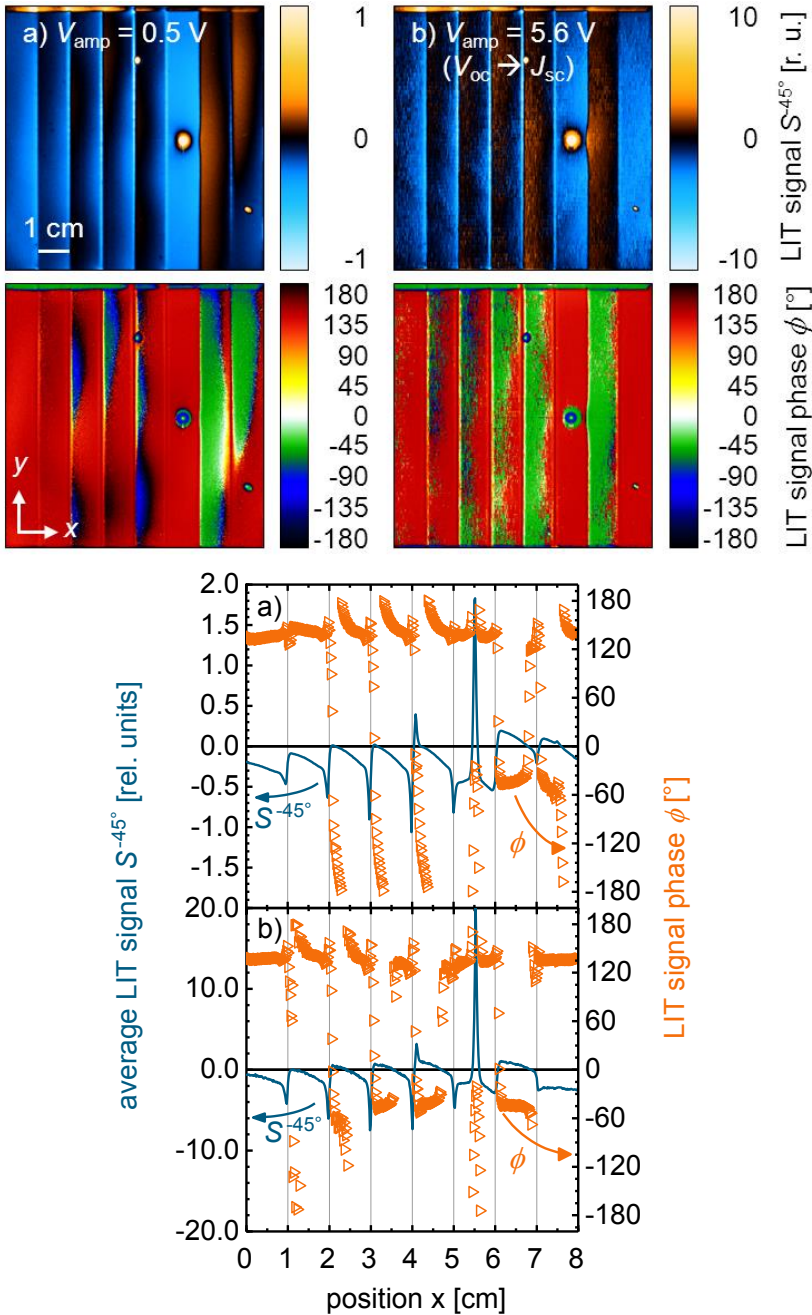 a) V_amp = 0.5 V
1 cm
1
0
-1
b) V_amp = 5.6 V
(V_oc → J_sc)
10
0
-10
LIT signal S^-45° [r. u.]
y
x
180
135
90
45
0
-45
-90
-135
-180
180
135
90
45
0
-45
-90
-135
-180
LIT signal phase ϕ [°]
a)
2.0
1.5
1.0
0.5
0.0
-0.5
-1.0
-1.5
S^-45°
ϕ
180
120
60
0
-60
-120
-180
b)
20.0
10.0
0.0
-10.0
-20.0
S^-45°
ϕ
180
120
60
0
-60
-120
-180
average LIT signal S^-45° [rel. units]
LIT signal phase ϕ [°]
0 1 2 3 4 5 6 7 8
position x [cm]